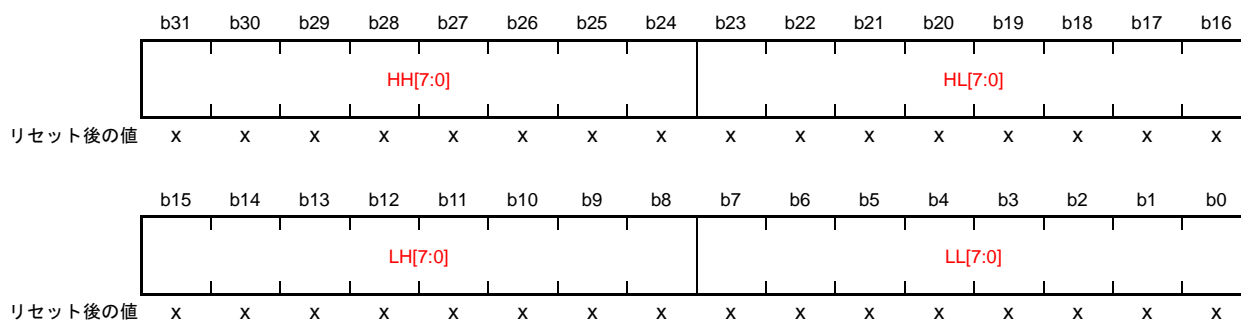 b31 b30 b29 b28 b27 b26 b25 b24 b23 b22 b21 b20 b19 b18 b17 b16
HH[7:0] HL[7:0]
リセット後の値 x x x x x x x x x x x x x x x x
b15 b14 b13 b12 b11 b10 b9 b8 b7 b6 b5 b4 b3 b2 b1 b0
LH[7:0] LL[7:0]
リセット後の値 x x x x x x x x x x x x x x x x